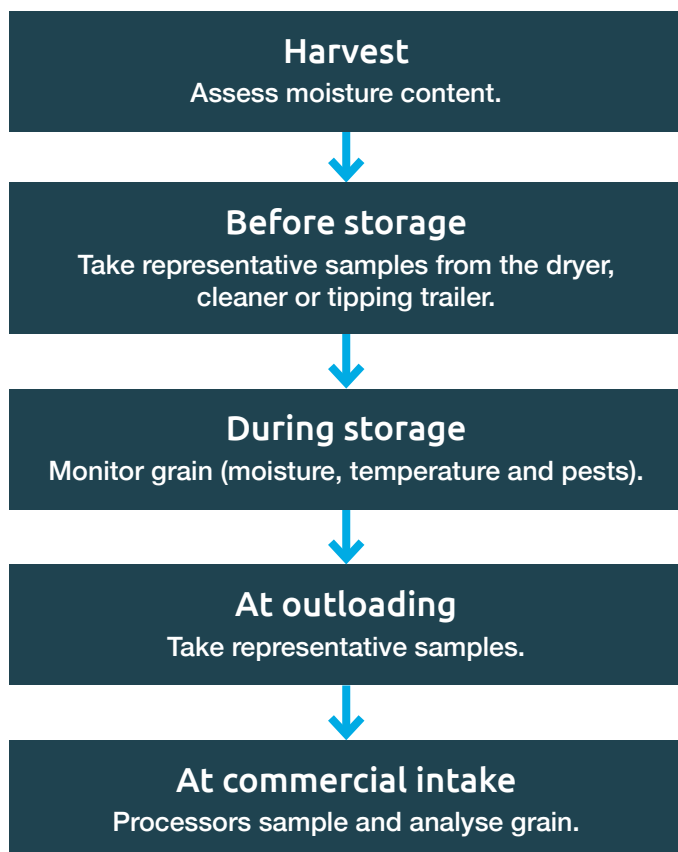 Harvest
Assess moisture content.
Before storage
Take representative samples from the dryer,
cleaner or tipping trailer.
During storage
Monitor grain (moisture, temperature and pests).
At outloading
Take representative samples.
At commercial intake
Processors sample and analyse grain.